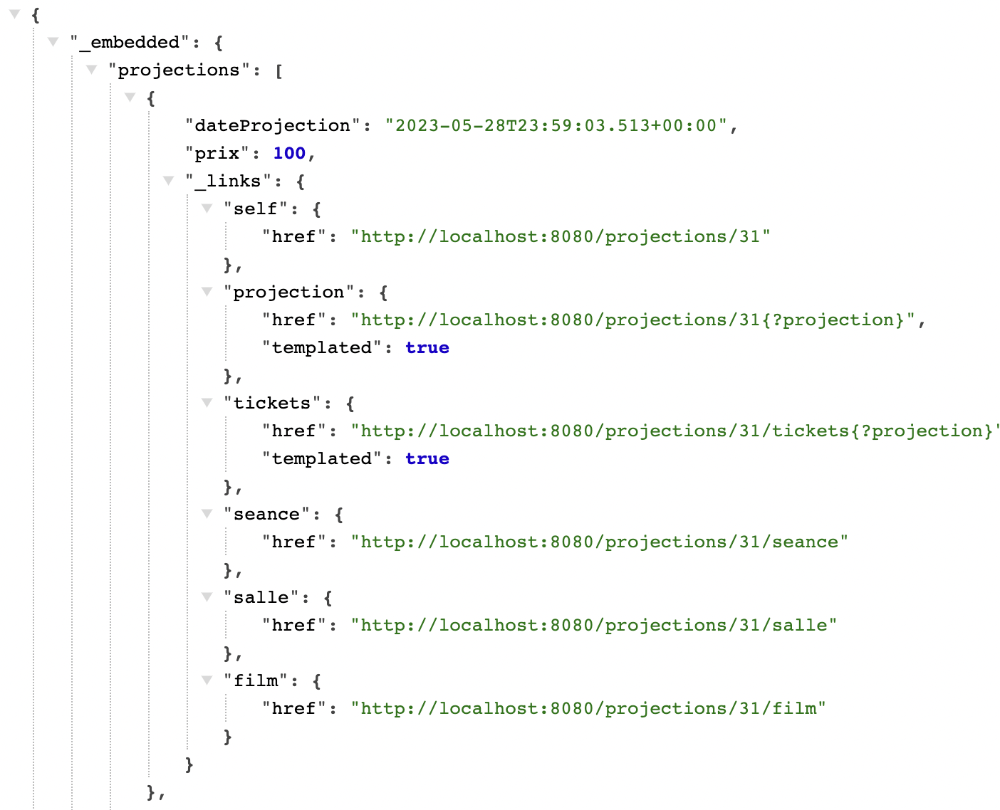 {
"_embedded": {
"projections": [
{
"dateProjection": "2023-05-28T23:59:03.513+00:00",
"prix": 100,
"_links": {
"self": {
"href": "http://localhost:8080/projections/31"
},
"projection": {
"href": "http://localhost:8080/projections/31{?projection}",
"templated": true
},
"tickets": {
"href": "http://localhost:8080/projections/31/tickets{?projection}'
"templated": true
},
"seance": {
"href": "http://localhost:8080/projections/31/seance"
},
"salle": {
"href": "http://localhost:8080/projections/31/salle"
},
"film": {
"href": "http://localhost:8080/projections/31/film"
}
}
},